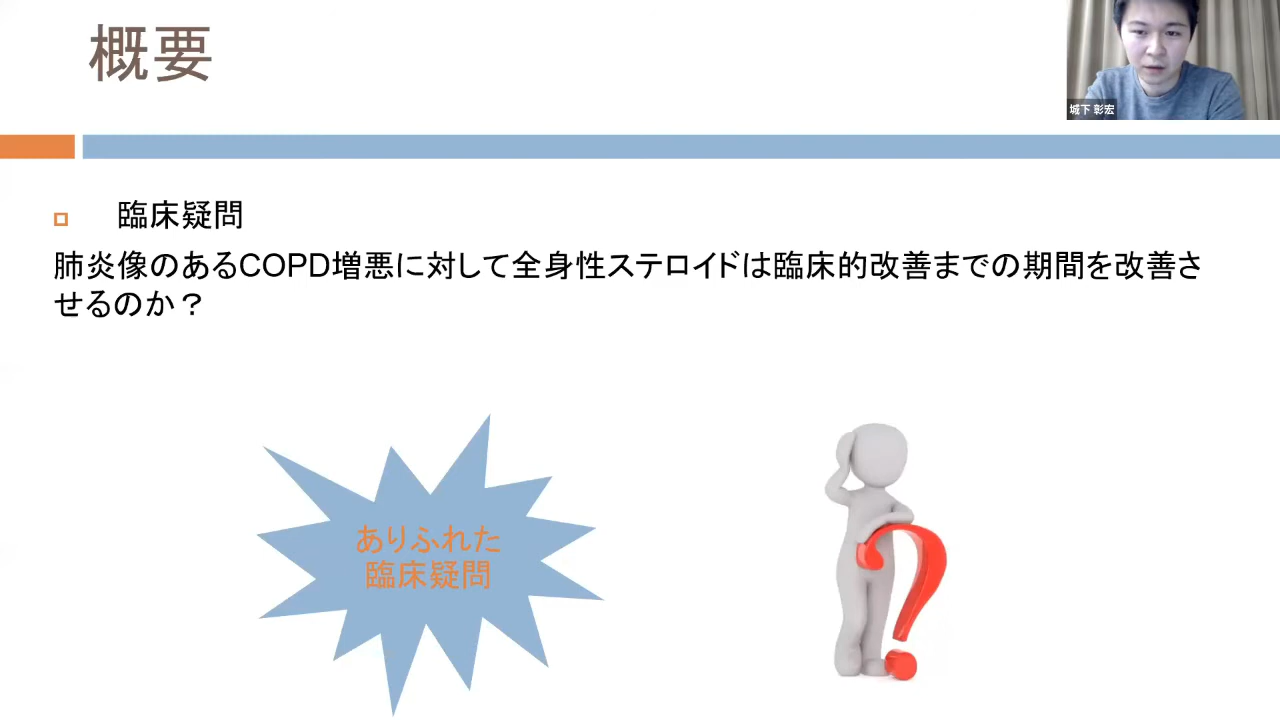 概要
城下 彰宏
臨床疑問
肺炎像のあるCOPD増悪に対して全身性ステロイドは臨床的改善までの期間を改善さ
せるのか？
ありふれた
臨床疑問